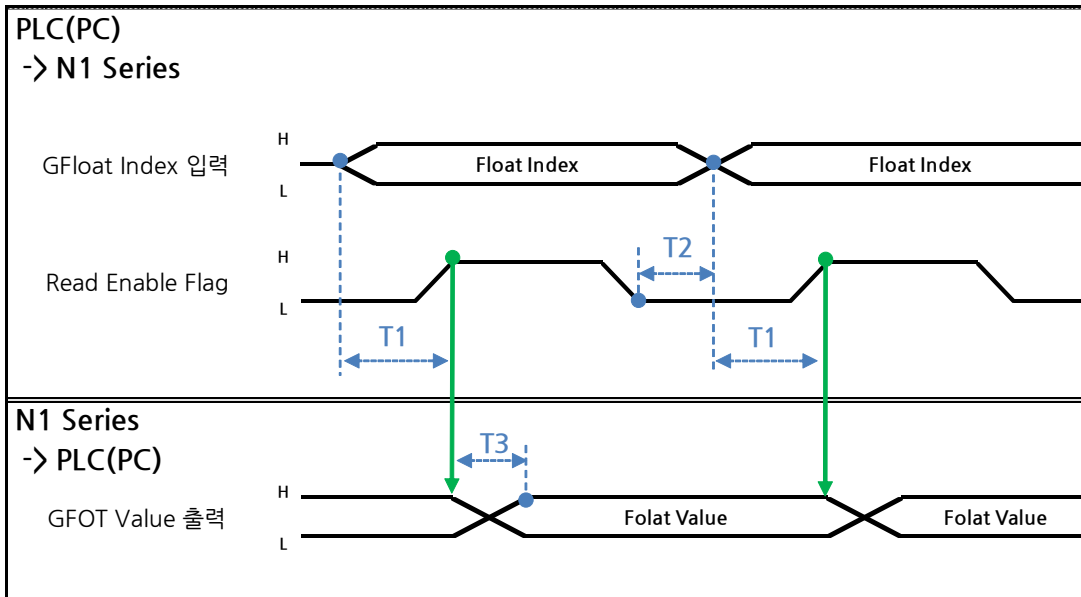 PLC(PC)
-> N1 Series
GFloat Index 입력
H
L
Float Index
Float Index
Read Enable Flag
H
L
T2
T1
T1
N1 Series
-> PLC(PC)
T3
GFOT Value 출력
H
L
Folat Value
Folat Value